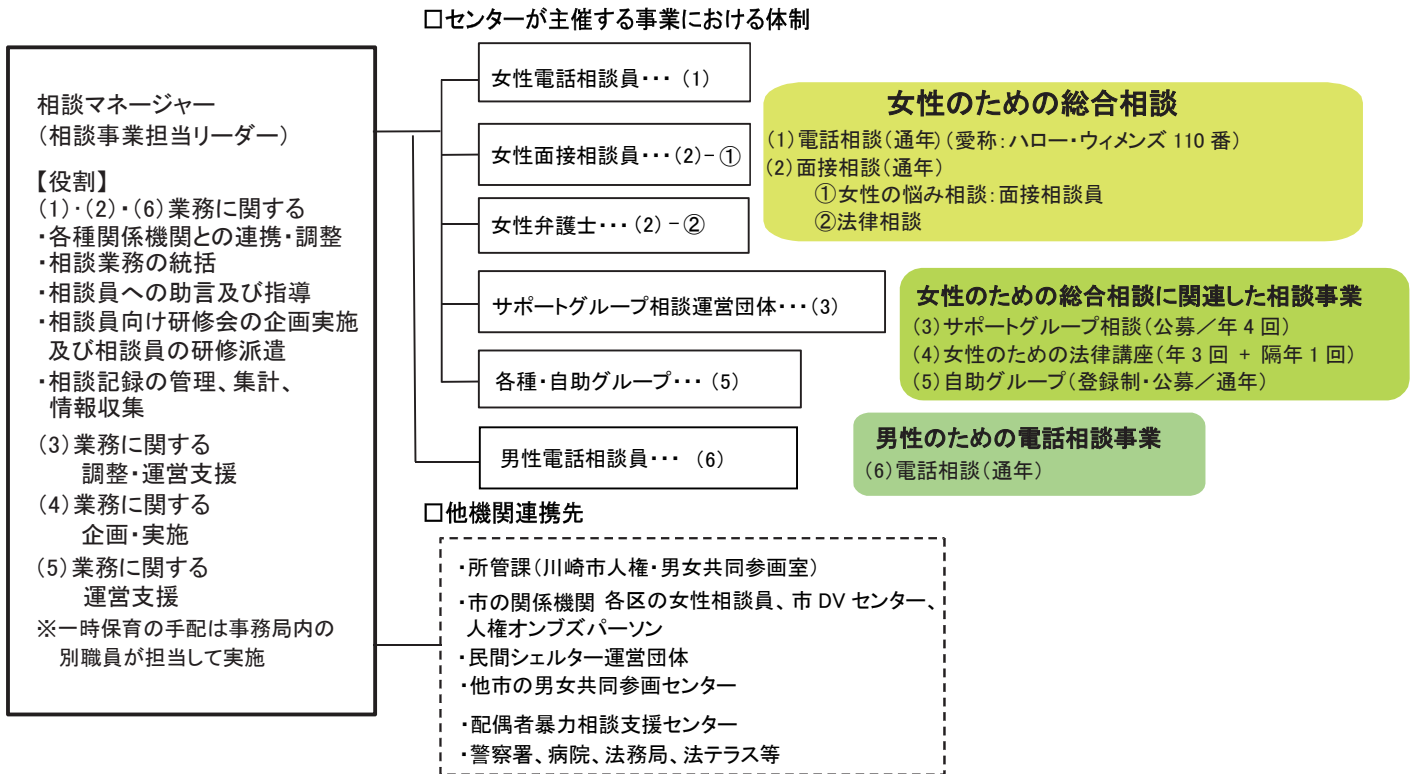 □センターが主催する事業における体制
相談マネージャー
(相談事業担当リーダー)
【役割】
(1)・(2)・(6)業務に関する
・各種関係機関との連携・調整
・相談業務の統括
・相談員への助言及び指導
・相談員向け研修会の企画実施
及び相談員の研修派遣
・相談記録の管理、集計、
情報収集
(3)業務に関する
調整・運営支援
(4)業務に関する
企画・実施
(5)業務に関する
運営支援
※一時保育の手配は事務局内の
別職員が担当して実施
女性電話相談員・・・ (1)
女性面接相談員・・・(2)-①
女性弁護士・・・(2)-②
サポートグループ相談運営団体・・・(3)
各種・自助グループ・・・ (5)
男性電話相談員・・・ (6)
女性のための総合相談
(1)電話相談(通年)(愛称:ハロー・ウィメンズ 110 番)
(2)面接相談(通年)
①女性の悩み相談:面接相談員
②法律相談
女性のための総合相談に関連した相談事業
(3)サポートグループ相談(公募/年 4 回)
(4)女性のための法律講座(年 3 回 + 隔年 1 回)
(5)自助グループ(登録制・公募/通年)
男性のための電話相談事業
(6)電話相談(通年)
□他機関連携先
・所管課(川崎市人権・男女共同参画室)
・市の関係機関 各区の女性相談員、市 DV センター、
人権オンブズパーソン
・民間シェルター運営団体
・他市の男女共同参画センター
・配偶者暴力相談支援センター
・警察署、病院、法務局、法テラス等